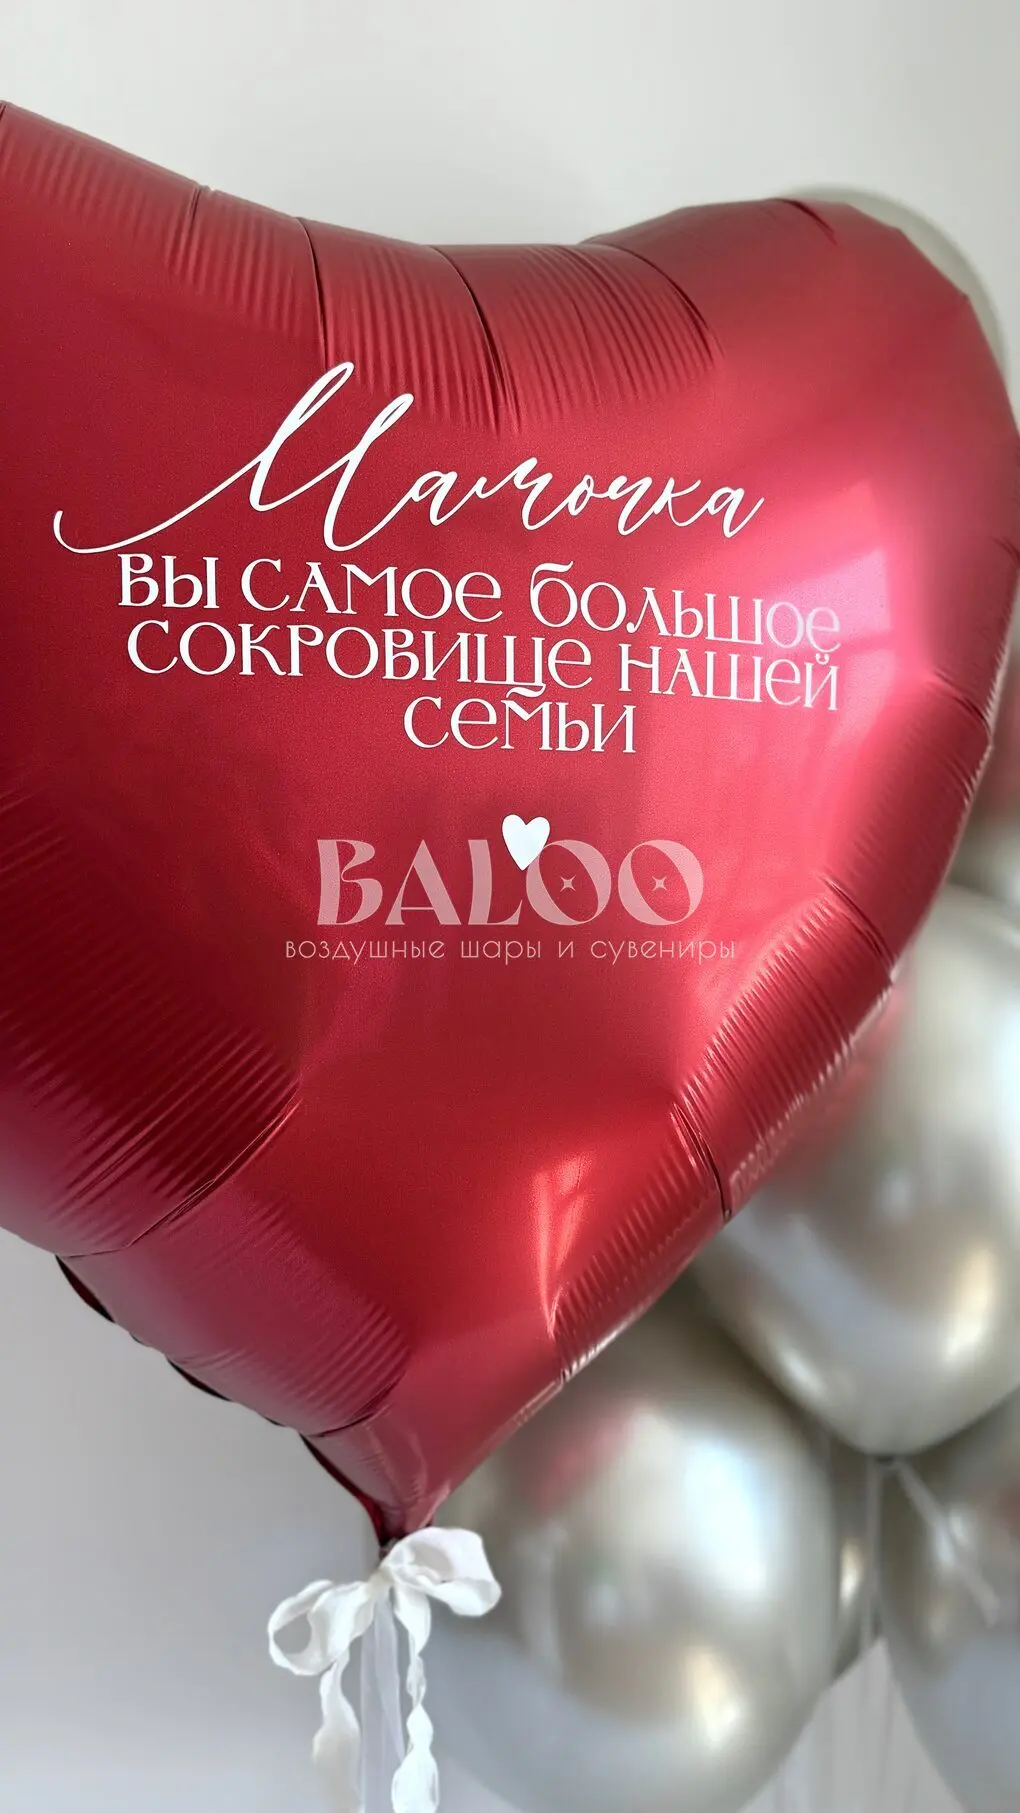 Мамочка
ВЫ САМОЕ БОЛЬШОЕ
СОКРОВИЩЕ НАШЕЙ
СЕМЬИ
BALOO
воздушные шары и сувениры